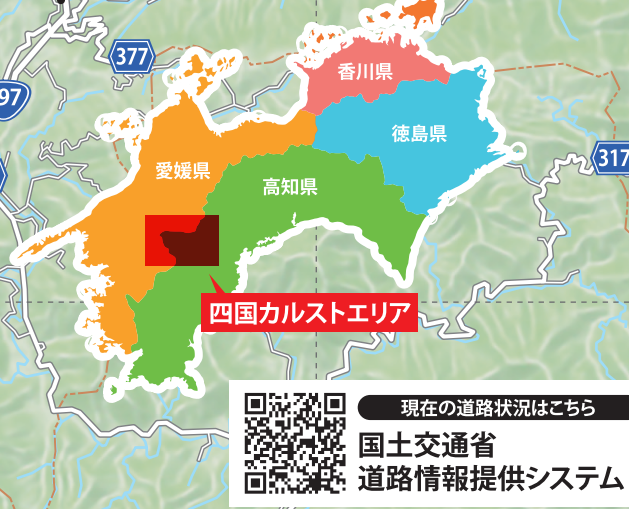 377
97
香川県
徳島県
317
愛媛県
高知県
四国カルストエリア
現在の道路状況はこちら
国土交通省
道路情報提供システム